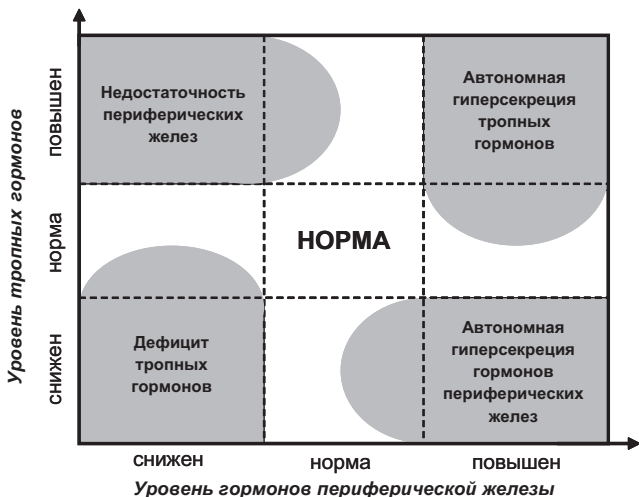 Уровень тропных гормонов
повышен
норма
снижен
Недостаточность
периферических
желез
Автономная
гиперсекреция
тропных
гормонов
НОРМА
Дефицит
тропных
гормонов
Автономная
гиперсекреция
гормонов
периферических
желез
снижен
норма
повышен
Уровень гормонов периферической железы